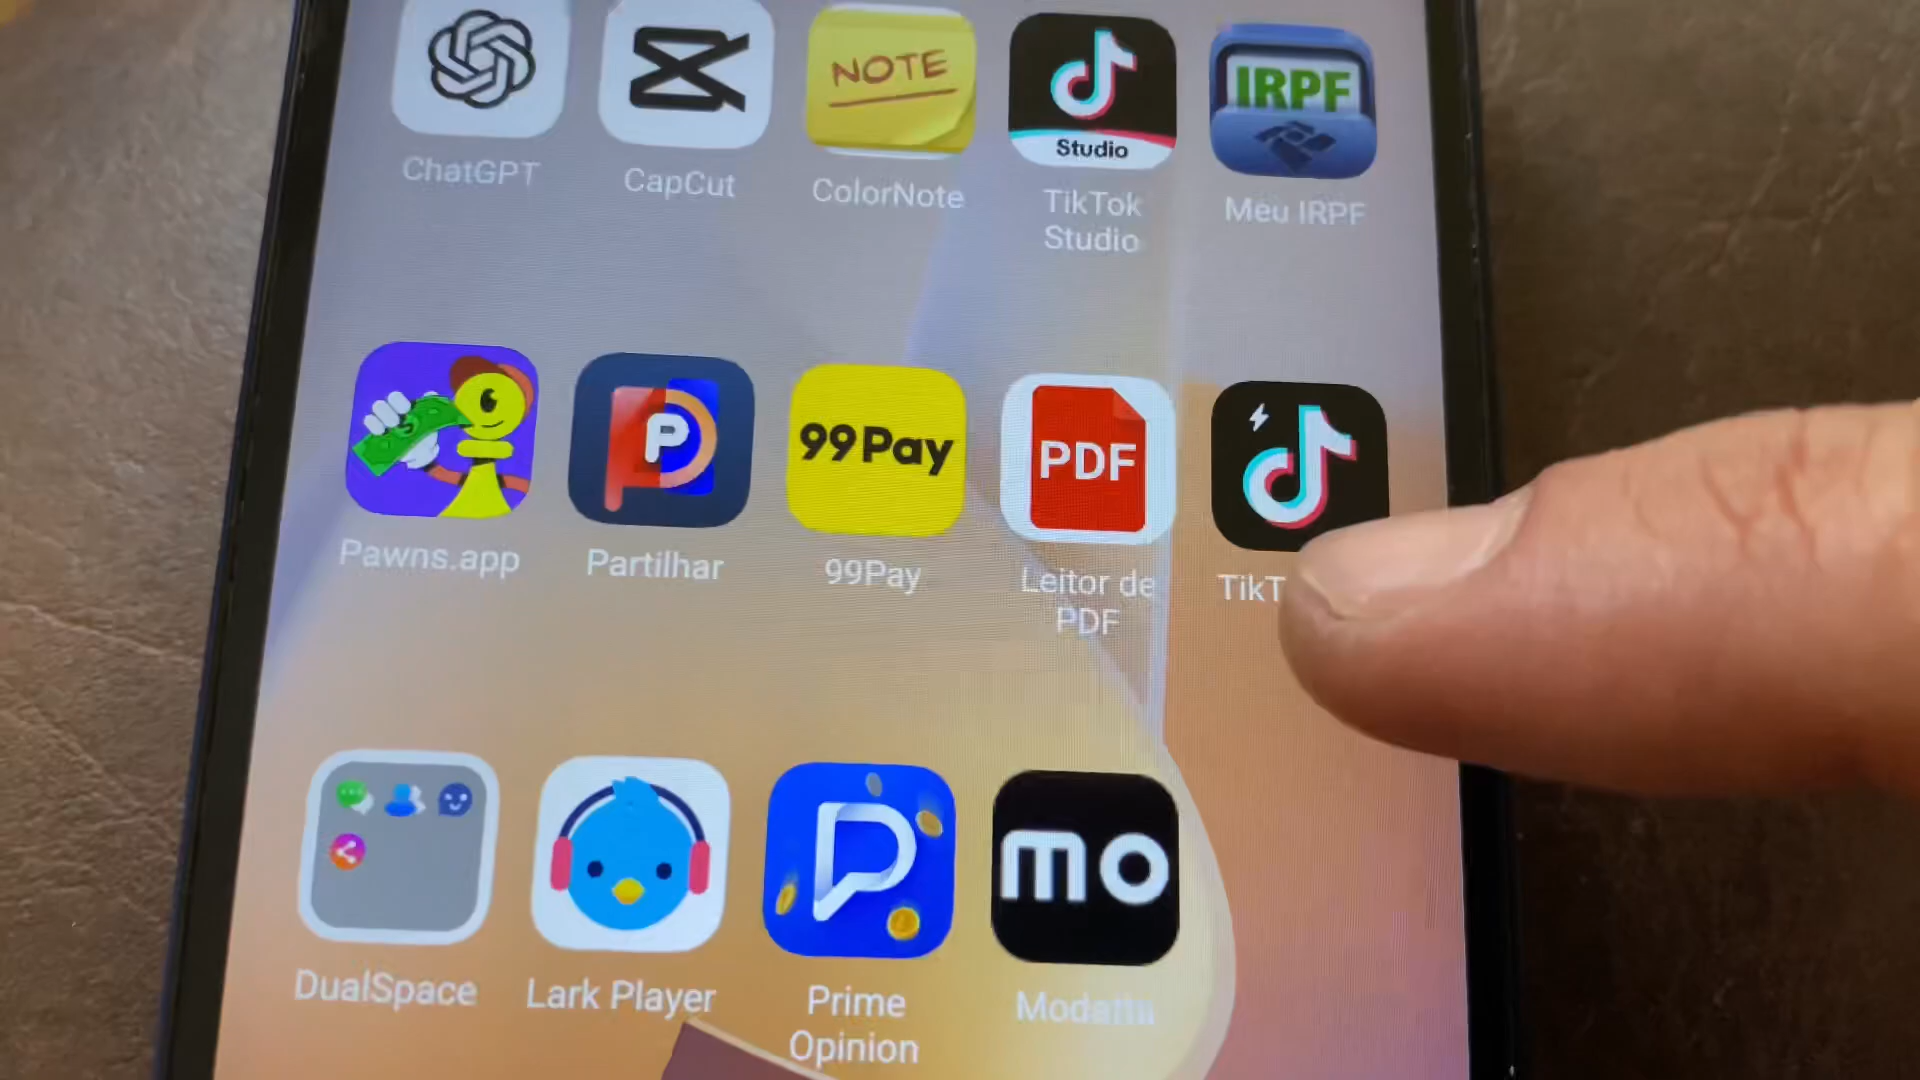 NOTE
IRPF
Studio
ChatGPT
CapCut
ColorNote
TikTok
Studio
Meu IRPF
P
99Pay
PDF
Pawns.app
Partilhar
99Pay
Leitor de
PDF
TikT
mo
DualSpace
Lark Player
Prime
Opinion
Modattu